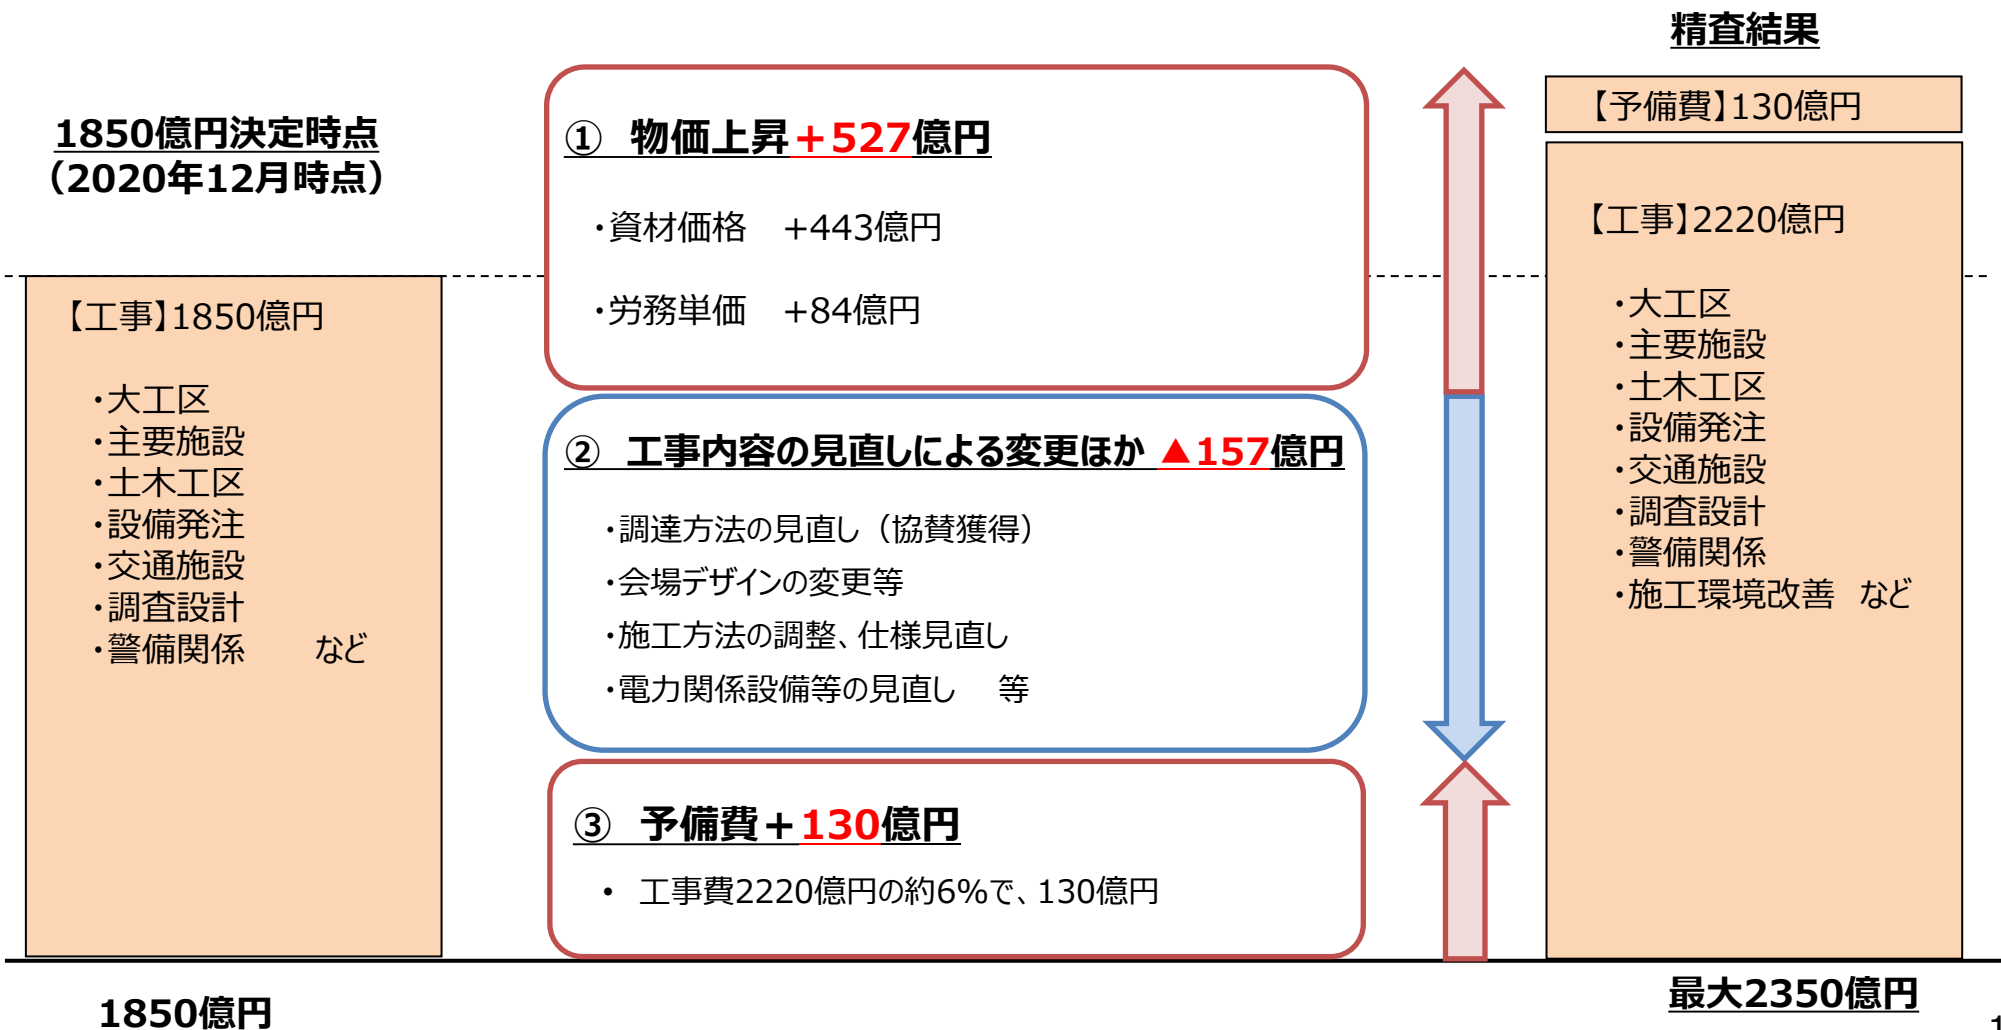 精査結果
1850億円決定時点
（2020年12月時点）
【工事】1850億円
・大工区
・主要施設
・土木工区
・設備発注
・交通施設
・調査設計
・警備関係　　など
1850億円
①　物価上昇＋527億円
・資材価格　+443億円
・労務単価　+84億円
②　工事内容の見直しによる変更ほか ▲157億円
・調達方法の見直し（協賛獲得）
・会場デザインの変更等
・施工方法の調整、仕様見直し
・電力関係設備等の見直し　等
③　予備費＋130億円
• 工事費2220億円の約6%で、130億円
【予備費】130億円
【工事】2220億円
・大工区
・主要施設
・土木工区
・設備発注
・交通施設
・調査設計
・警備関係
・施工環境改善　など
最大2350億円
1